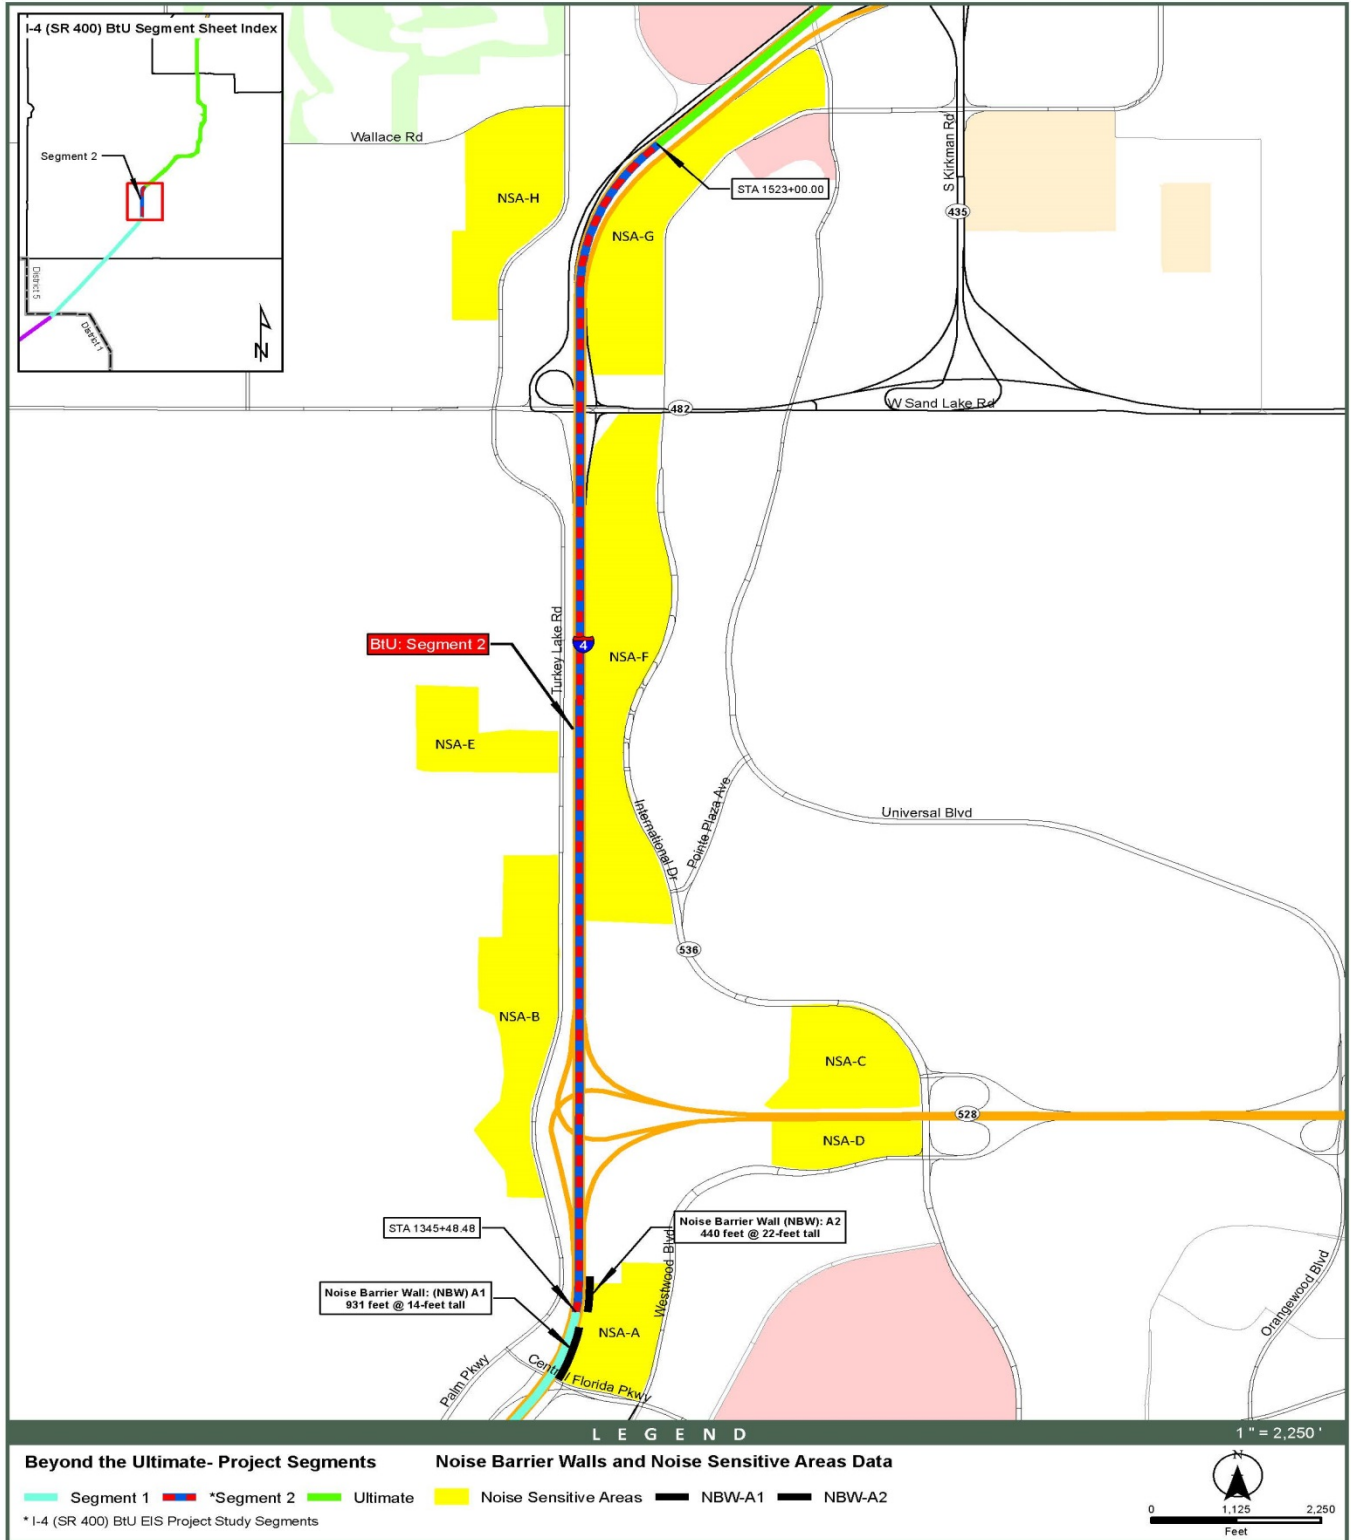 I-4 (SR 400) BtU Segment Sheet Index
Segment 2
District 5
District 1
N
Wallace Rd
NSA-H
NSA-G
STA 1523+00.00
S Kirkman Rd
435
482
W Sand Lake Rd
Turkey Lake Rd
BtU: Segment 2
4
NSA-F
NSA-E
International Dr
Pointe Plaza Ave
Universal Blvd
536
NSA-B
NSA-C
528
NSA-D
STA 1345+48.48
Noise Barrier Wall (NBW): A2
440 feet @ 22-feet tall
Westwood Blvd
Noise Barrier Wall: (NBW) A1
931 feet @ 14-feet tall
NSA-A
Orangewood Blvd
Palm Pkwy
Central Florida Pkwy
LEGEND
1 " = 2,250 '
Beyond the Ultimate- Project Segments
Noise Barrier Walls and Noise Sensitive Areas Data
Segment 1 *Segment 2 Ultimate Noise Sensitive Areas NBW-A1 NBW-A2
* I-4 (SR 400) BtU EIS Project Study Segments
N
0 1,125 2,250
Feet